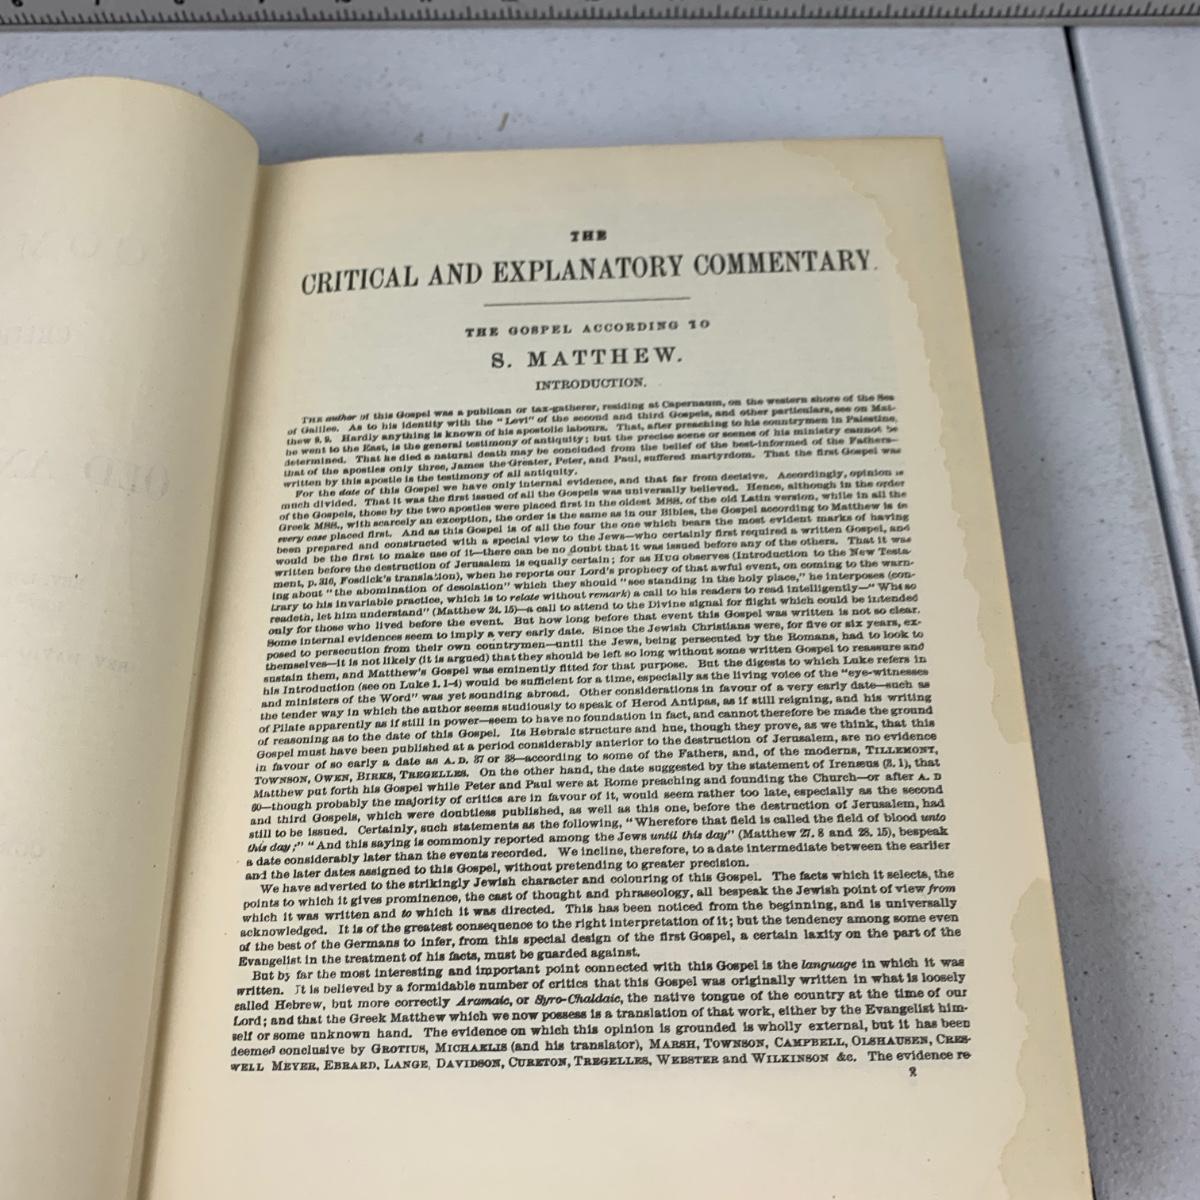 THE
CRITICAL AND EXPLANATORY COMMENTARY.
THE GOSPEL ACCORDING TO
S. MATTHEW.
INTRODUCTION.
THE author of this Gospel was a publican or tax-gatherer, residing at Capernaum, on the western shore of the Sea
of Galilee. As to his identity with the "Levi" of the second and third Gospels, and other particulars, see on Mat-
thew 9. 9. Hardly anything is known of his apostolic labours. That, after preaching to his countrymen in Palestine,
he went to the East, is the general testimony of antiquity; but the precise scene or scenes of his ministry cannot be
determined. That he died a natural death may be concluded from the belief of the best-informed of the Fathers—
that of the apostles only three, James the Greater, Peter, and Paul, suffered martyrdom. That the first Gospel was
written by this apostle is the testimony of all antiquity.
For the date of this Gospel we have only internal evidence, and that far from decisive. Accordingly, opinion is
much divided. That it was the first issued of all the Gospels was universally believed. Hence, although in the order
of the Gospels, those by the two apostles were placed first in the oldest MSS. of the old Latin version, while in all the
Greek MSS., with scarcely an exception, the order is the same as in our Bibles, the Gospel according to Matthew is in
every case placed first. And as this Gospel is of all the four the one which bears the most evident marks of having
been prepared and constructed with a special view to the Jews—who certainly first required a written Gospel, and
would be the first to make use of it—there can be no doubt that it was issued before any of the others. That it was
written before the destruction of Jerusalem is equally certain; for as HUG observes (Introduction to the New Testa-
ment, p. 316, Fosdick's translation), when he reports our Lord's prophecy of that awful event, on coming to the warn-
ing about "the abomination of desolation" which they should "see standing in the holy place," he interposes (con-
trary to his invariable practice, which is to relate without remark) a call to his readers to read intelligently—"Whoso
readeth, let him understand" (Matthew 24. 15)—a call to attend to the Divine signal for flight which could be intended
only for those who lived before the event. But how long before that event this Gospel was written is not so clear.
Some internal evidences seem to imply a very early date. Since the Jewish Christians were, for five or six years, ex-
posed to persecution from their own countrymen—until the Jews, being persecuted by the Romans, had to look to
themselves—it is not likely (it is argued) that they should be left so long without some written Gospel to reassure and
sustain them, and Matthew's Gospel was eminently fitted for that purpose. But the digests to which Luke refers in
his Introduction (see on Luke 1. 1-4) would be sufficient for a time, especially as the living voice of the "eye-witnesses
and ministers of the Word" was yet sounding abroad. Other considerations in favour of a very early date—such as
the tender way in which the author seems studiously to speak of Herod Antipas, as if still reigning, and his writing
of Pilate apparently as if still in power—seem to have no foundation in fact, and cannot therefore be made the ground
of reasoning as to the date of this Gospel. Its Hebraic structure and hue, though they prove, as we think, that this
Gospel must have been published at a period considerably anterior to the destruction of Jerusalem, are no evidence
in favour of so early a date as A. D. 37 or 38—according to some of the Fathers, and, of the moderns, TILLEMONT,
TOWNSON, OWEN, BIRKS, TREGELLES. On the other hand, the date suggested by the statement of Irenæus (3. 1), that
Matthew put forth his Gospel while Peter and Paul were at Rome preaching and founding the Church—or after A. D
60—though probably the majority of critics are in favour of it, would seem rather too late, especially as the second
and third Gospels, which were doubtless published, as well as this one, before the destruction of Jerusalem, had
still to be issued. Certainly, such statements as the following, "Wherefore that field is called the field of blood unto
this day;" "And this saying is commonly reported among the Jews until this day" (Matthew 27. 8 and 28. 15), bespeak
a date considerably later than the events recorded. We incline, therefore, to a date intermediate between the earlier
and the later dates assigned to this Gospel, without pretending to greater precision.
We have adverted to the strikingly Jewish character and colouring of this Gospel. The facts which it selects, the
points to which it gives prominence, the cast of thought and phraseology, all bespeak the Jewish point of view from
which it was written and to which it was directed. This has been noticed from the beginning, and is universally
acknowledged. It is of the greatest consequence to the right interpretation of it; but the tendency among some even
of the best of the Germans to infer, from this special design of the first Gospel, a certain laxity on the part of the
Evangelist in the treatment of his facts, must be guarded against.
But by far the most interesting and important point connected with this Gospel is the language in which it was
written. It is believed by a formidable number of critics that this Gospel was originally written in what is loosely
called Hebrew, but more correctly Aramaic, or Syro-Chaldaic, the native tongue of the country at the time of our
Lord; and that the Greek Matthew which we now possess is a translation of that work, either by the Evangelist him-
self or some unknown hand. The evidence on which this opinion is grounded is wholly external, but it has been
deemed conclusive by GROTIUS, MICHAELIS (and his translator), MARSH, TOWNSON, CAMPBELL, OLSHAUSEN, CRES-
WELL MEYER, EBRARD, LANGE, DAVIDSON, CURETON, TREGELLES, WEBSTER and WILKINSON &c. The evidence re-
2